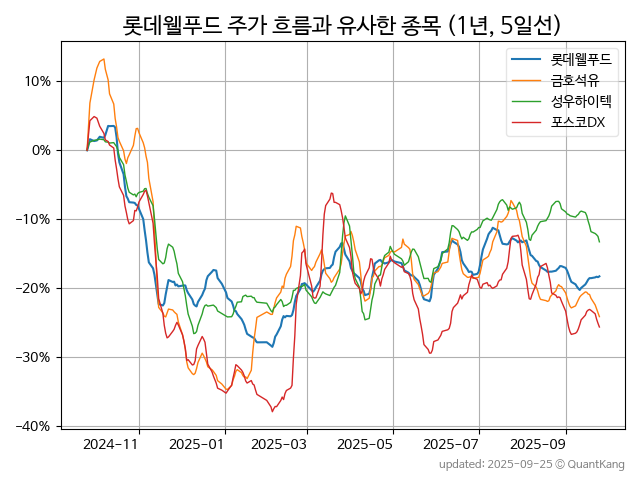 롯데웰푸드 주가 흐름과 유사한 종목 (1년, 5일선)
롯데웰푸드
금호석유
성우하이텍
포스코DX
10%
0%
−10%
−20%
−30%
−40%
2024-11 2025-01 2025-03 2025-05 2025-07 2025-09
updated: 2025-09-25 © QuantKang